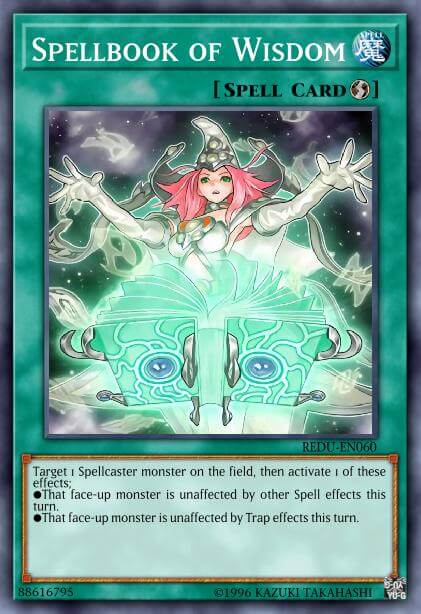 SPELLBOOK OF WISDOM
SPELL
魔
[SPELL CARD]
REDU-EN060
Target 1 Spellcaster monster on the field, then activate 1 of these
effects;
●That face-up monster is unaffected by other Spell effects this
turn.
●That face-up monster is unaffected by Trap effects this turn.
88616795
©1996 KAZUKI TAKAHASHI